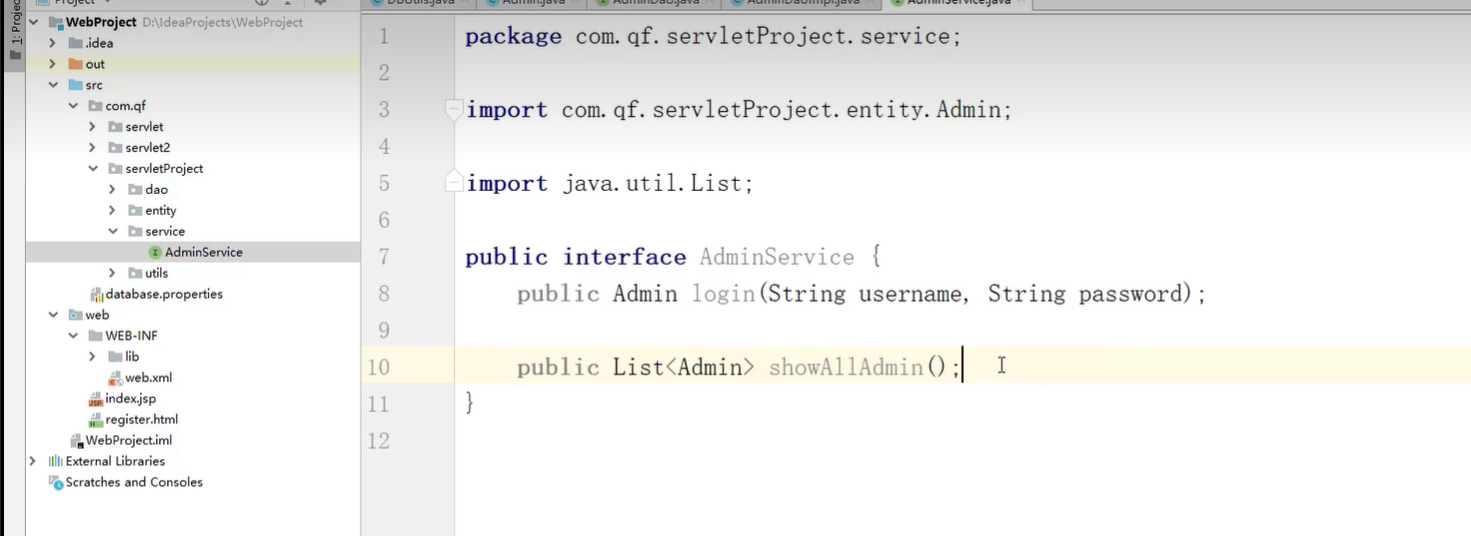 1: Project
Project
DbUtils.java
Admin.java
AdminDao.java
AdminDaoImpl.java
AdminService.java
WebProject D:\IdeaProjects\WebProject
.idea
out
src
com.qf
servlet
servlet2
servletProject
dao
entity
service
AdminService
utils
database.properties
web
WEB-INF
lib
web.xml
index.jsp
register.html
WebProject.iml
External Libraries
Scratches and Consoles
1 package com.qf.servletProject.service;
2
3 import com.qf.servletProject.entity.Admin;
4
5 import java.util.List;
6
7 public interface AdminService {
8 public Admin login(String username, String password);
9
10 public List<Admin> showAllAdmin();
11 }
12